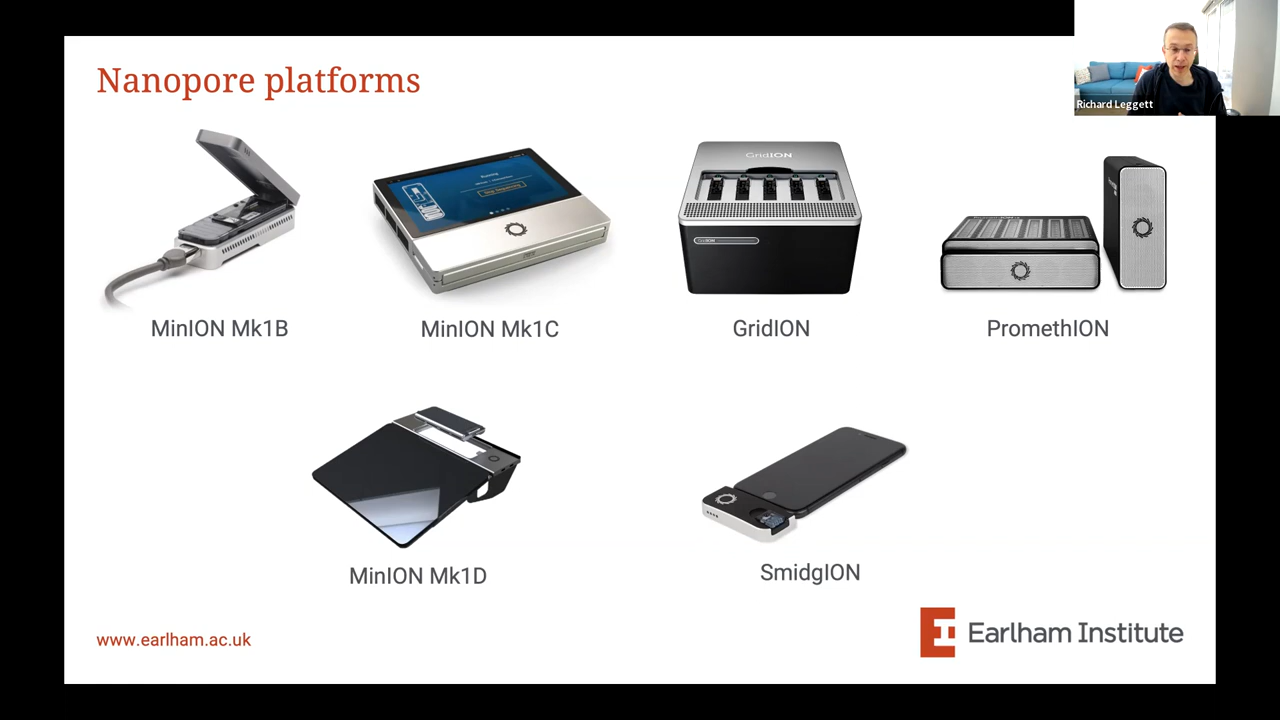 Nanopore platforms
Richard Leggett
GridION
MinION Mk1B
MinION Mk1C
GridION
PromethION
MinION Mk1D
SmidgION
www.earlham.ac.uk
Earlham Institute